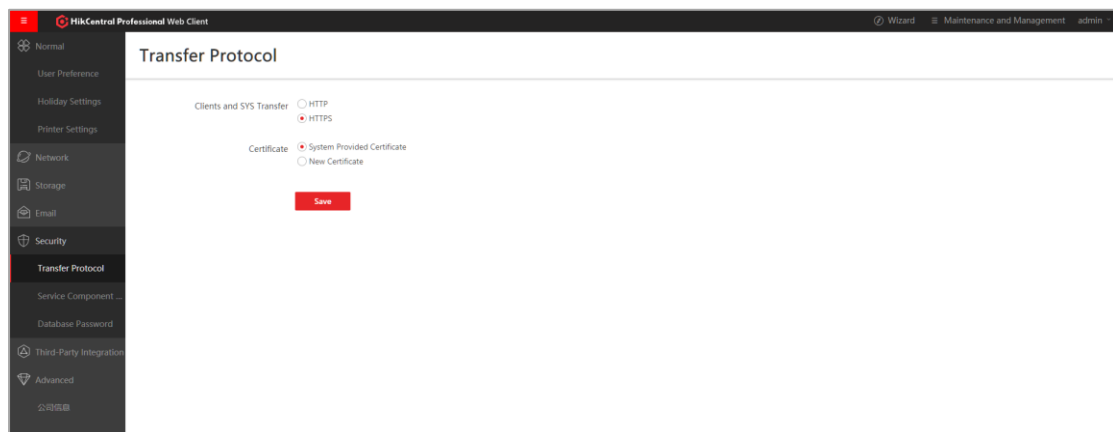 HikCentral Professional Web Client
Wizard
Maintenance and Management
admin
Normal
User Preference
Holiday Settings
Printer Settings
Network
Storage
Email
Security
Transfer Protocol
Service Component ...
Database Password
Third-Party Integration
Advanced
公司信息
Transfer Protocol
Clients and SYS Transfer
HTTP
HTTPS
Certificate
System Provided Certificate
New Certificate
Save